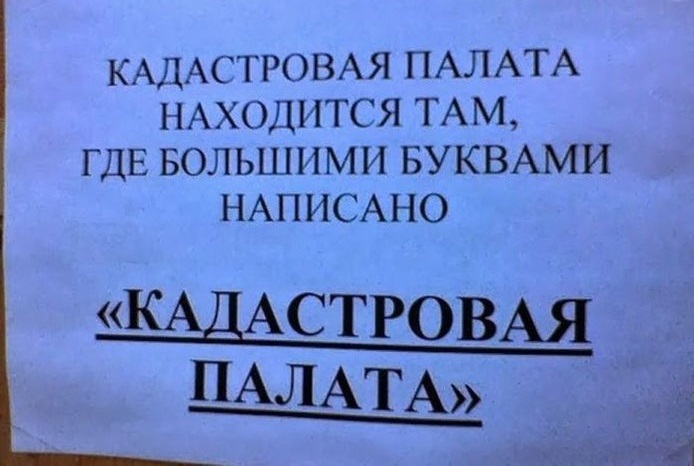 КАДАСТРОВАЯ ПАЛАТА
НАХОДИТСЯ ТАМ,
ГДЕ БОЛЬШИМИ БУКВАМИ
НАПИСАНО
«КАДАСТРОВАЯ
ПАЛАТА»